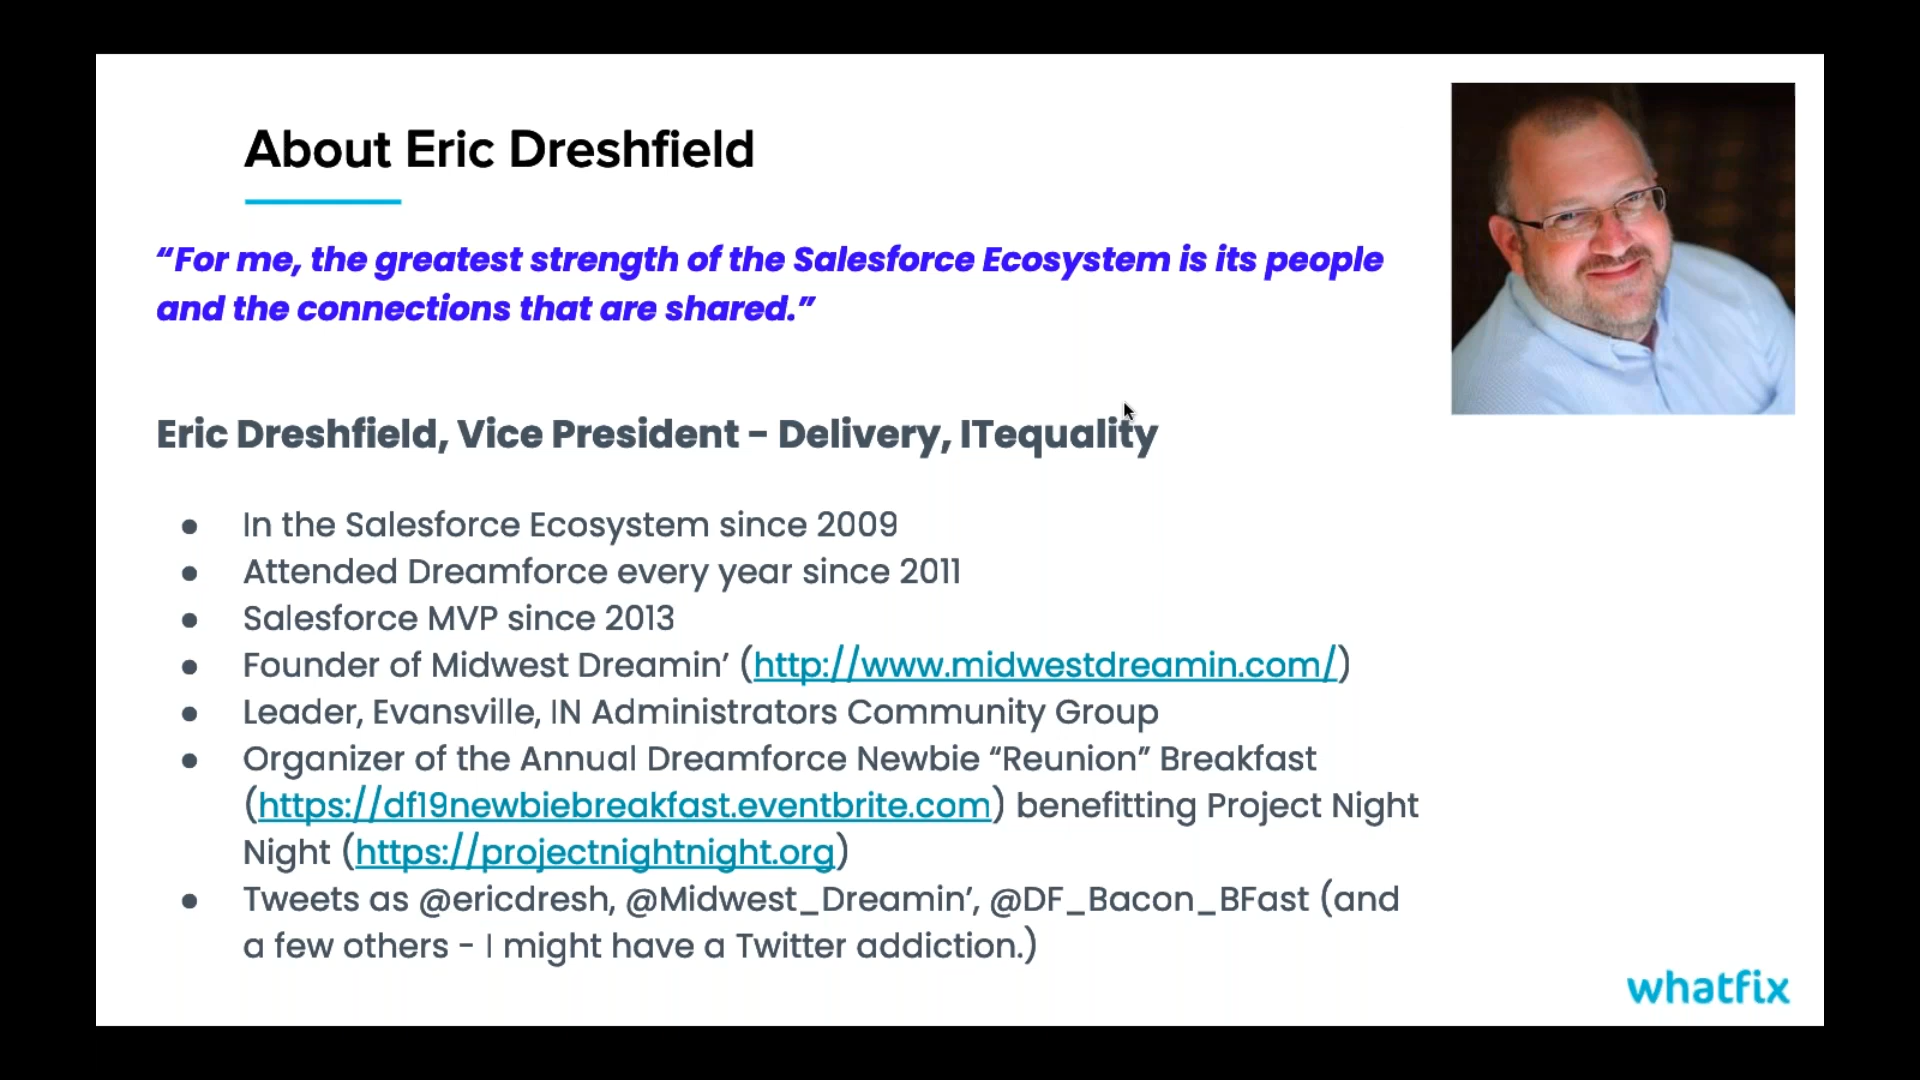 About Eric Dreshfield
“For me, the greatest strength of the Salesforce Ecosystem is its people
and the connections that are shared.”
Eric Dreshfield, Vice President - Delivery, ITequality
● In the Salesforce Ecosystem since 2009
● Attended Dreamforce every year since 2011
● Salesforce MVP since 2013
● Founder of Midwest Dreamin’ (http://www.midwestdreamin.com/)
● Leader, Evansville, IN Administrators Community Group
● Organizer of the Annual Dreamforce Newbie “Reunion” Breakfast
(https://df19newbiebreakfast.eventbrite.com) benefitting Project Night
Night (https://projectnightnight.org)
● Tweets as @ericdresh, @Midwest_Dreamin’, @DF_Bacon_BFast (and
a few others - I might have a Twitter addiction.)
whatfix